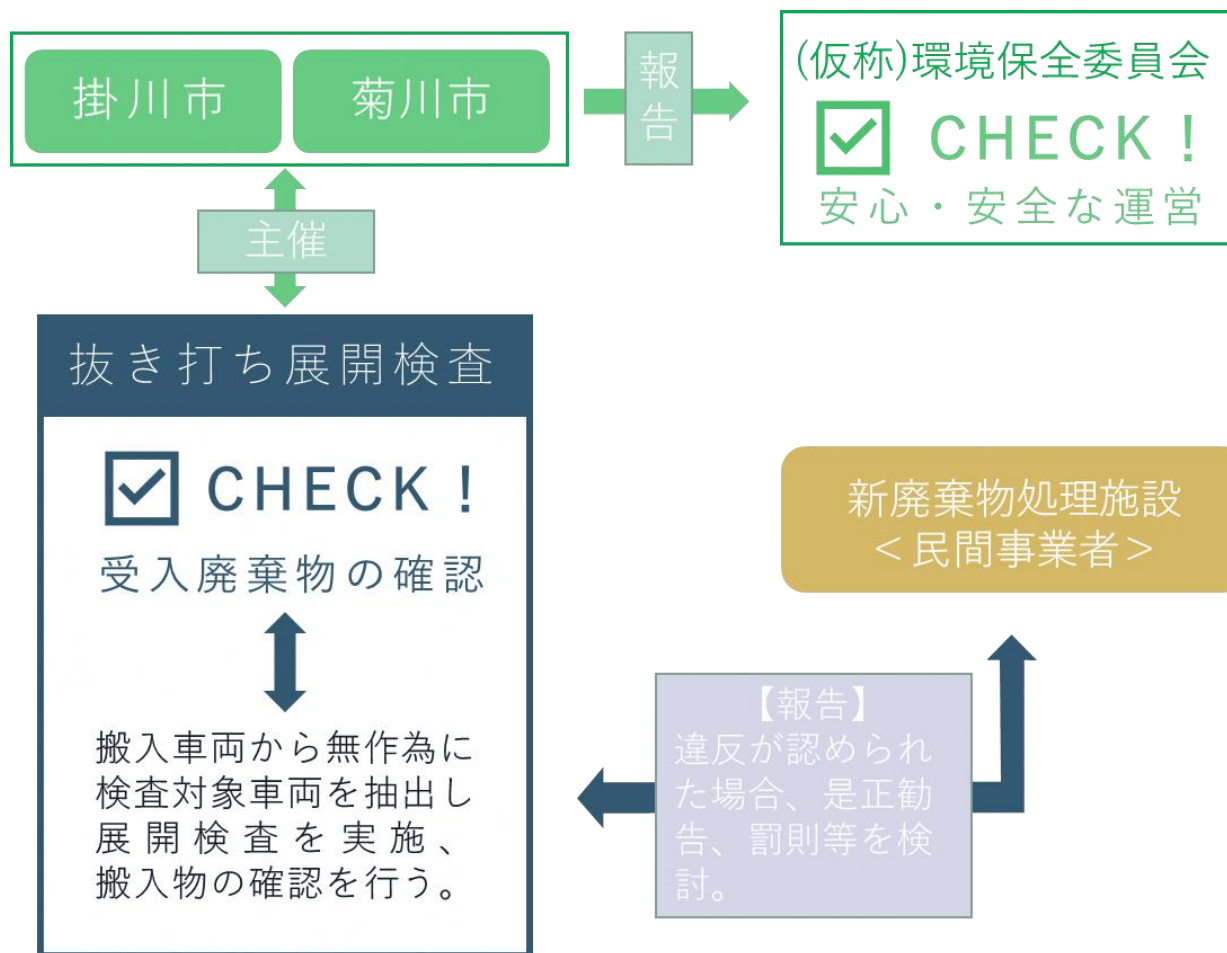 掛川市
菊川市
報
告
(仮称)環境保全委員会
CHECK！
安心・安全な運営
主催
抜き打ち展開検査
CHECK！
受入廃棄物の確認
搬入車両から無作為に
検査対象車両を抽出し
展開検査を実施、
搬入物の確認を行う。
新廃棄物処理施設
＜民間事業者＞
【報告】
違反が認められ
た場合、是正勧
告、罰則等を検
討。